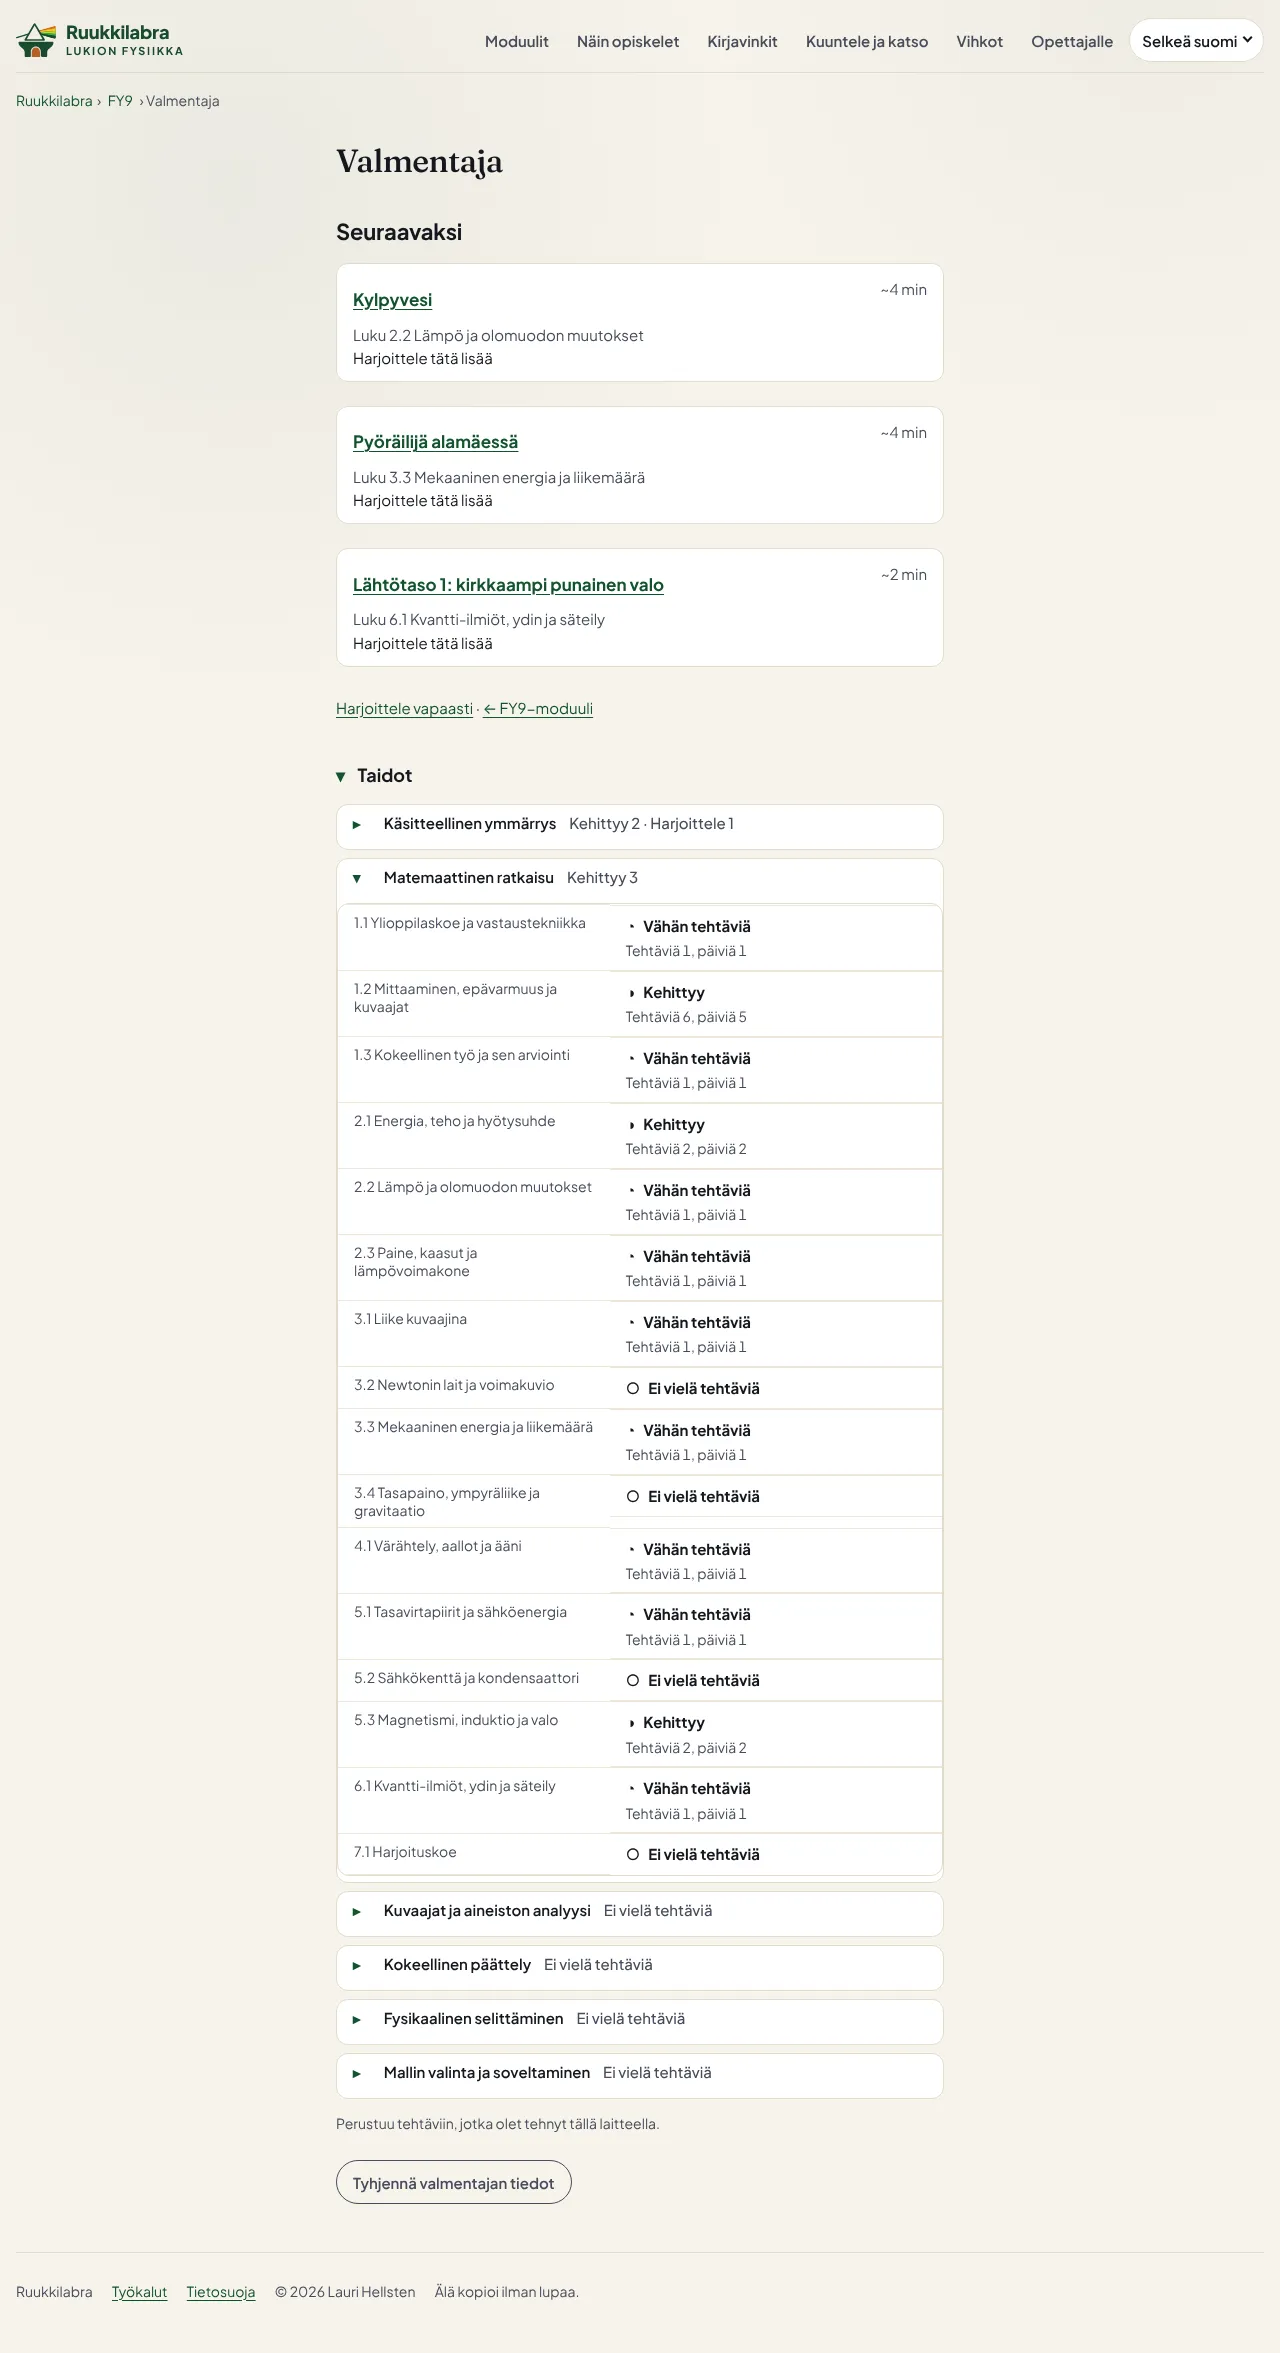 Ruukkilabra
LUKION FYSIIKKA
Moduulit
Näin opiskelet
Kirjavinkit
Kuuntele ja katso
Vihkot
Opettajalle
Selkeä suomi
Ruukkilabra › FY9 › Valmentaja
Valmentaja
Seuraavaksi
Kylpyvesi
~4 min
Luku 2.2 Lämpö ja olomuodon muutokset
Harjoittele tätä lisää
Pyöräilijä alamäessä
~4 min
Luku 3.3 Mekaaninen energia ja liikemäärä
Harjoittele tätä lisää
Lähtötaso 1: kirkkaampi punainen valo
~2 min
Luku 6.1 Kvantti-ilmiöt, ydin ja säteily
Harjoittele tätä lisää
Harjoittele vapaasti · ← FY9-moduuli
▼ Taidot
► Käsitteellinen ymmärrys Kehittyy 2 · Harjoittele 1
▼ Matemaattinen ratkaisu Kehittyy 3
1.1 Ylioppilaskoe ja vastaustekniikka
Vähän tehtäviä
Tehtäviä 1, päiviä 1
1.2 Mittaaminen, epävarmuus ja
kuvaajat
Kehittyy
Tehtäviä 6, päiviä 5
1.3 Kokeellinen työ ja sen arviointi
Vähän tehtäviä
Tehtäviä 1, päiviä 1
2.1 Energia, teho ja hyötysuhde
Kehittyy
Tehtäviä 2, päiviä 2
2.2 Lämpö ja olomuodon muutokset
Vähän tehtäviä
Tehtäviä 1, päiviä 1
2.3 Paine, kaasut ja
lämpövoimakone
Vähän tehtäviä
Tehtäviä 1, päiviä 1
3.1 Liike kuvaajina
Vähän tehtäviä
Tehtäviä 1, päiviä 1
3.2 Newtonin lait ja voimakuvio
Ei vielä tehtäviä
3.3 Mekaaninen energia ja liikemäärä
Vähän tehtäviä
Tehtäviä 1, päiviä 1
3.4 Tasapaino, ympyräliike ja
gravitaatio
Ei vielä tehtäviä
4.1 Värähtely, aallot ja ääni
Vähän tehtäviä
Tehtäviä 1, päiviä 1
5.1 Tasavirtapiirit ja sähköenergia
Vähän tehtäviä
Tehtäviä 1, päiviä 1
5.2 Sähkökenttä ja kondensaattori
Ei vielä tehtäviä
5.3 Magnetismi, induktio ja valo
Kehittyy
Tehtäviä 2, päiviä 2
6.1 Kvantti-ilmiöt, ydin ja säteily
Vähän tehtäviä
Tehtäviä 1, päiviä 1
7.1 Harjoituskoe
Ei vielä tehtäviä
► Kuvaajat ja aineiston analyysi Ei vielä tehtäviä
► Kokeellinen päättely Ei vielä tehtäviä
► Fysikaalinen selittäminen Ei vielä tehtäviä
► Mallin valinta ja soveltaminen Ei vielä tehtäviä
Perustuu tehtäviin, jotka olet tehnyt tällä laitteella.
Tyhjennä valmentajan tiedot
Ruukkilabra Työkalut Tietosuoja © 2026 Lauri Hellsten Älä kopioi ilman lupaa.